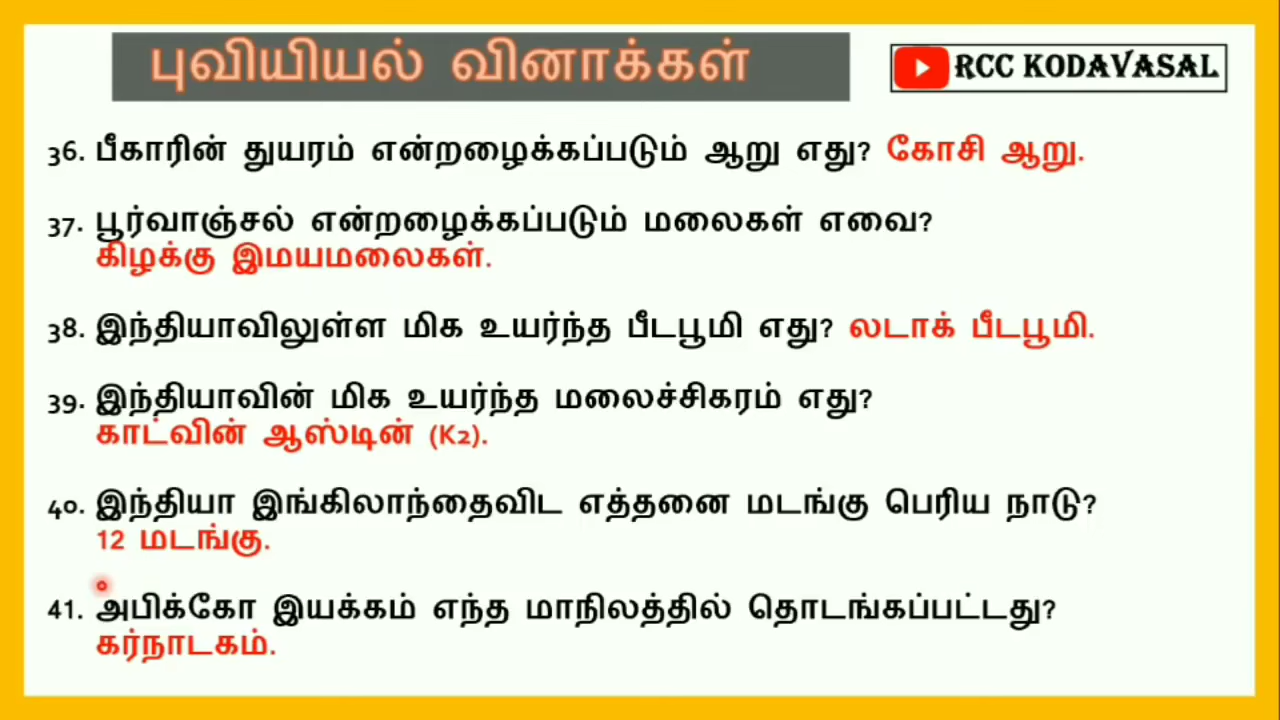 புவியியல் வினாக்கள்
RCC KODAVASAL
36. பீகாரின் துயரம் என்றழைக்கப்படும் ஆறு எது? கோசி ஆறு.
37. பூர்வாஞ்சல் என்றழைக்கப்படும் மலைகள் எவை?
கிழக்கு இமயமலைகள்.
38. இந்தியாவிலுள்ள மிக உயர்ந்த பீடபூமி எது? லடாக் பீடபூமி.
39. இந்தியாவின் மிக உயர்ந்த மலைச்சிகரம் எது?
காட்வின் ஆஸ்டின் (K2).
40. இந்தியா இங்கிலாந்தைவிட எத்தனை மடங்கு பெரிய நாடு?
12 மடங்கு.
41. அபிக்கோ இயக்கம் எந்த மாநிலத்தில் தொடங்கப்பட்டது?
கர்நாடகம்.